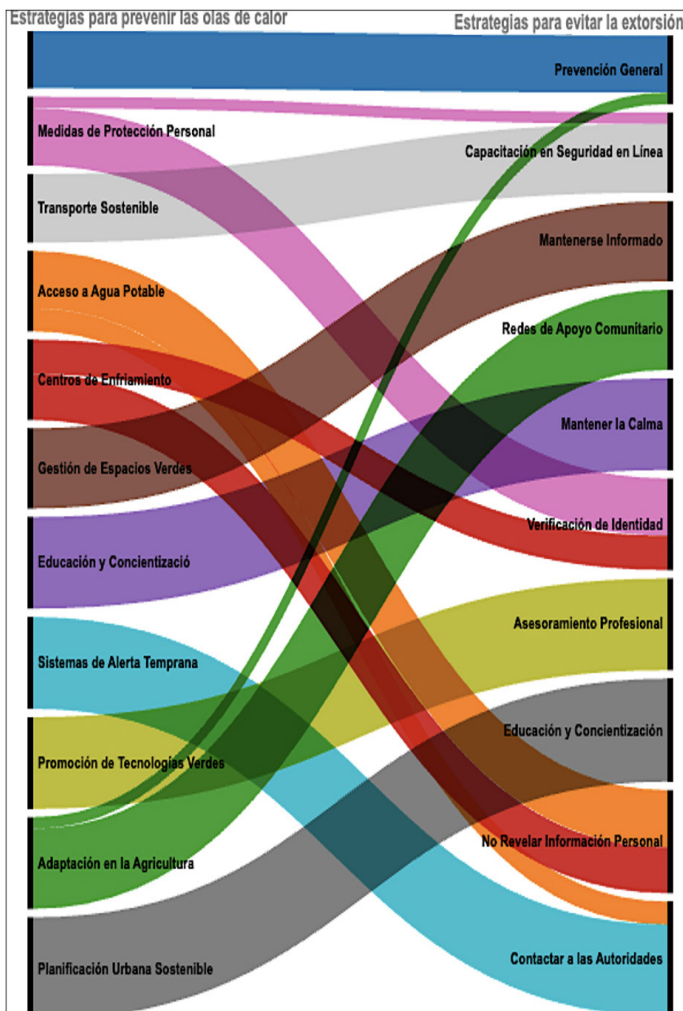 Estrategias para prevenir las olas de calor
Estrategias para evitar la extorsión
Prevención General
Medidas de Protección Personal
Capacitación en Seguridad en Línea
Transporte Sostenible
Mantenerse Informado
Acceso a Agua Potable
Redes de Apoyo Comunitario
Centros de Enfriamiento
Mantener la Calma
Gestión de Espacios Verdes
Verificación de Identidad
Educación y Concientizació
Asesoramiento Profesional
Sistemas de Alerta Temprana
Educación y Concientización
Promoción de Tecnologías Verdes
No Revelar Información Personal
Adaptación en la Agricultura
Contactar a las Autoridades
Planificación Urbana Sostenible